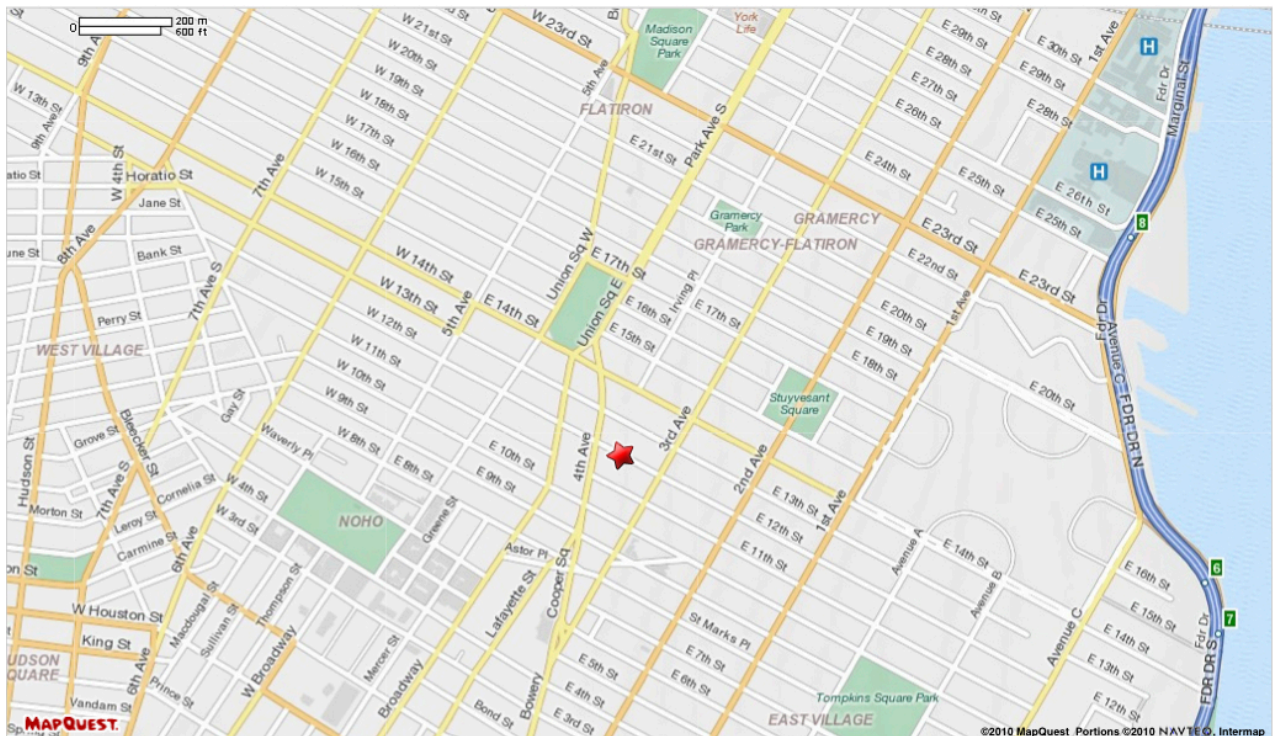 200 m
0
600 ft
W 21st St
W 20th St
W 19th St
W 18th St
W 17th St
W 16th St
W 15th St
W 23rd St
5th Ave
Madison
Square
Park
York
Life
FLATIRON
E 21st St
Park Ave S
E 30th St
E 29th St
E 29th St
E 28th St
E 28th St
E 27th St
E 26th St
E 24th St
E 25th St
E 26th St
E 25th St
1st Ave
H
H
Fdr Dr
Marginal St
8
W 13th St
9th Ave
W 4th St
Horatio St
Jane St
7th Ave
8th Ave
Bank St
7th Ave S
Perry St
WEST VILLAGE
W 14th St
W 13th St
W 12th St
W 11th St
W 10th St
W 9th St
W 8th St
5th Ave
E 14th St
Union Sq W
E 17th St
Union Sq E
E 16th St
E 15th St
Irving Pl
E 17th St
Gramercy
Park
GRAMERCY
GRAMERCY-FLATIRON
E 23rd St
E 22nd St
E 23rd St
E 20th St
E 19th St
E 18th St
1st Ave
E 20th St
Fdr Dr
Avenue C
FDR DR N
Stuyvesant
Square
3rd Ave
2nd Ave
1st Ave
4th Ave
E 10th St
E 9th St
E 8th St
Greene St
Gay St
Waverly Pl
Grove St
Bleecker St
Cornelia St
Hudson St
7th Ave S
Morton St
Leroy St
Carmine St
W 4th St
W 3rd St
6th Ave
NOHO
Astor Pl
Lafayette St
Cooper Sq
E 13th St
E 12th St
E 11th St
Avenue A
E 14th St
Avenue B
Avenue C
E 16th St
E 15th St
E 14th St
E 13th St
E 12th St
6
7
Fdr Dr
FDR DR S
W Houston St
King St
6th Ave
Vandam St
Prince St
Macdougal St
Sullivan St
Thompson St
W Broadway
Mercer St
Broadway
Bowery
Bond St
St Marks Pl
E 7th St
E 6th St
E 5th St
E 4th St
E 3rd St
Tompkins Square Park
EAST VILLAGE
MAPQUEST
©2010 MapQuest Portions ©2010 NAVTEQ, Intermap